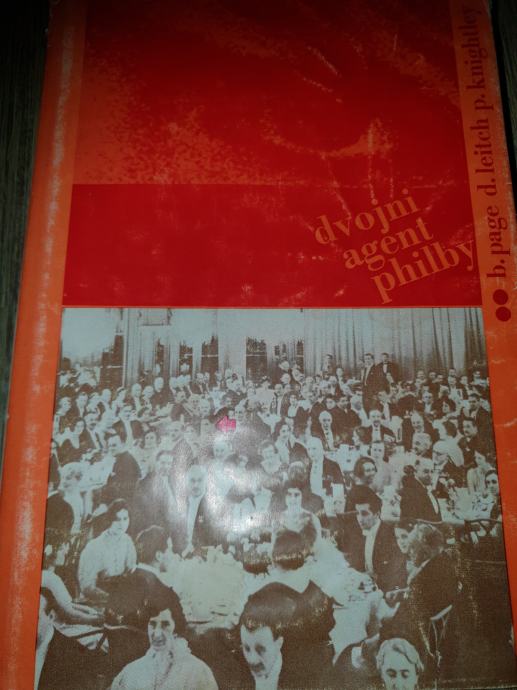 dvojni
agent
philby
b. page d. leitch p. knightley